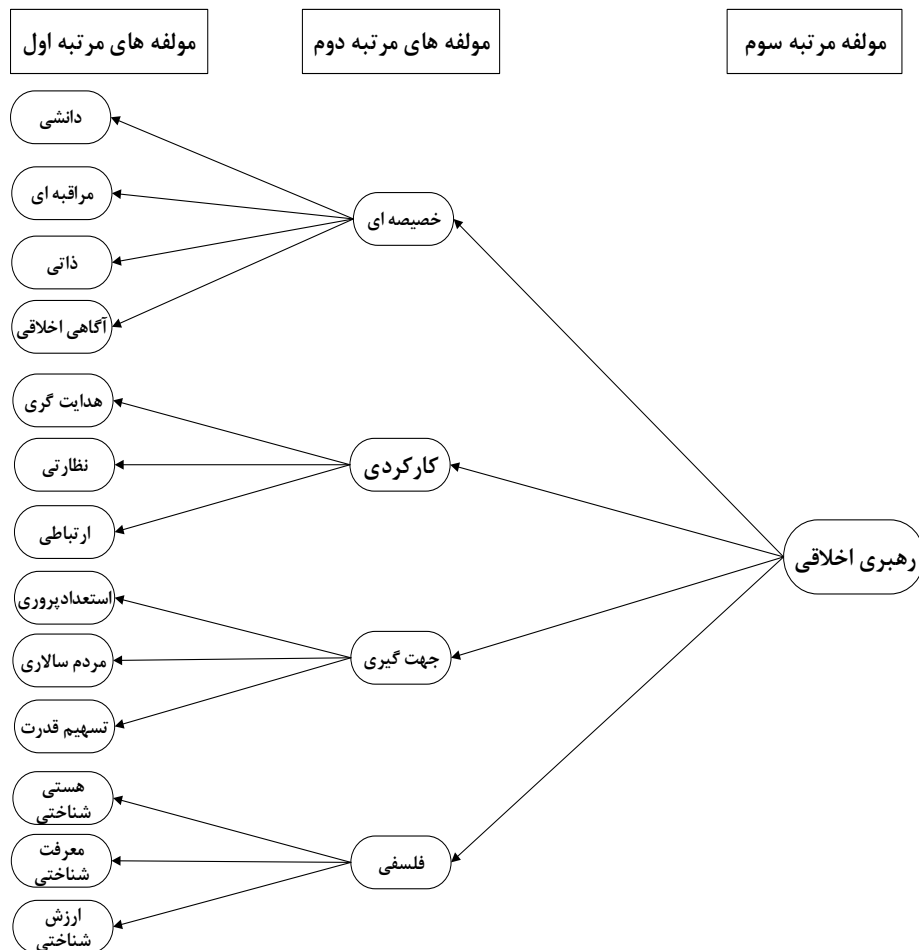 مولفه مرتبه سوم
مولفه های مرتبه دوم
مولفه های مرتبه اول
رهبری اخلاقی
خصیصه ای
کارکردی
جهت گیری
فلسفی
دانشی
مراقبه ای
ذاتی
آگاهی اخلاقی
هدایت گری
نظارتی
ارتباطی
استعدادپروری
مردم سالاری
تسهیم قدرت
هستی
شناختی
معرفت
شناختی
ارزش
شناختی